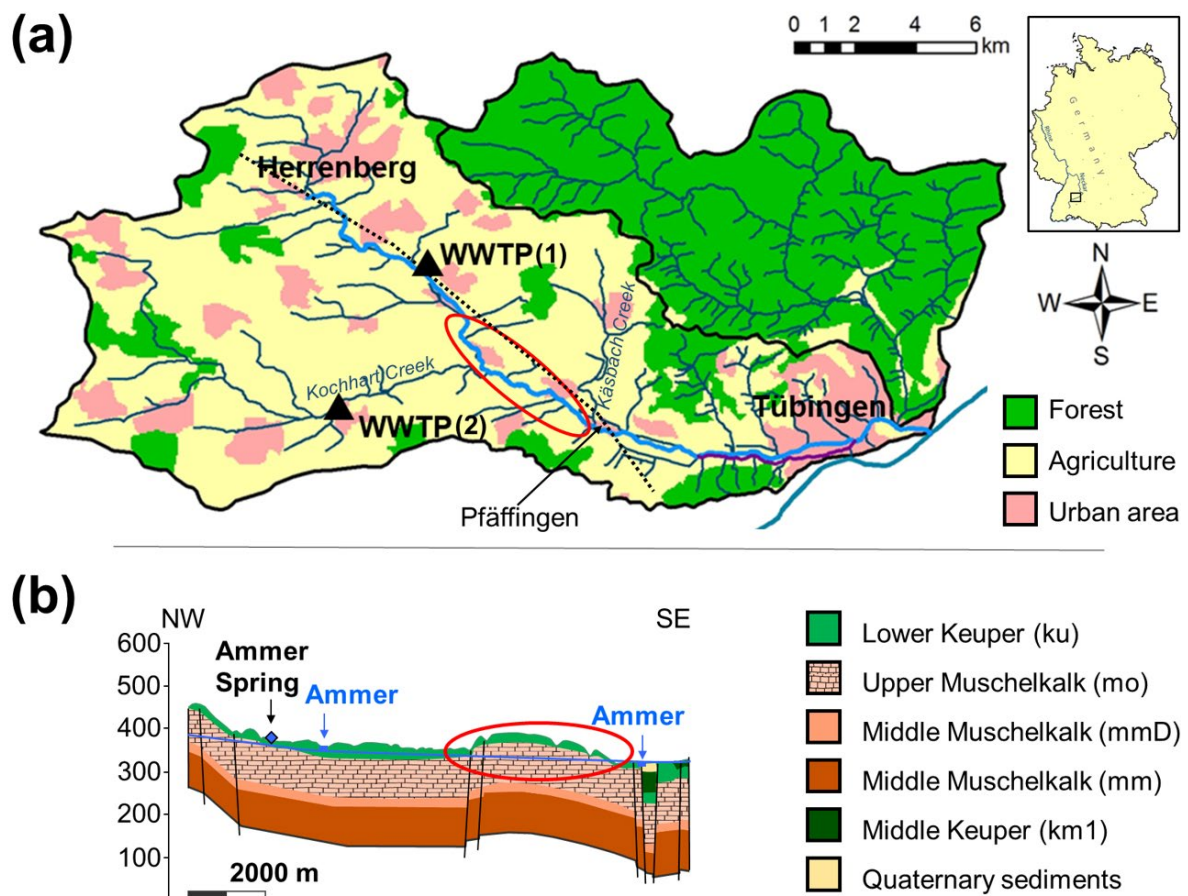 (a)
0 1 2 4 6
km
Germany
Rhine
Neckar
Herrenberg
WWTP(1)
Käsbach Creek
Kochhart Creek
WWTP(2)
Tübingen
Pfäffingen
N
W E
S
Forest
Agriculture
Urban area
(b)
NW SE
600
500
400
300
200
100
Ammer
Spring
Ammer
Ammer
2000 m
Lower Keuper (ku)
Upper Muschelkalk (mo)
Middle Muschelkalk (mmD)
Middle Muschelkalk (mm)
Middle Keuper (km1)
Quaternary sediments